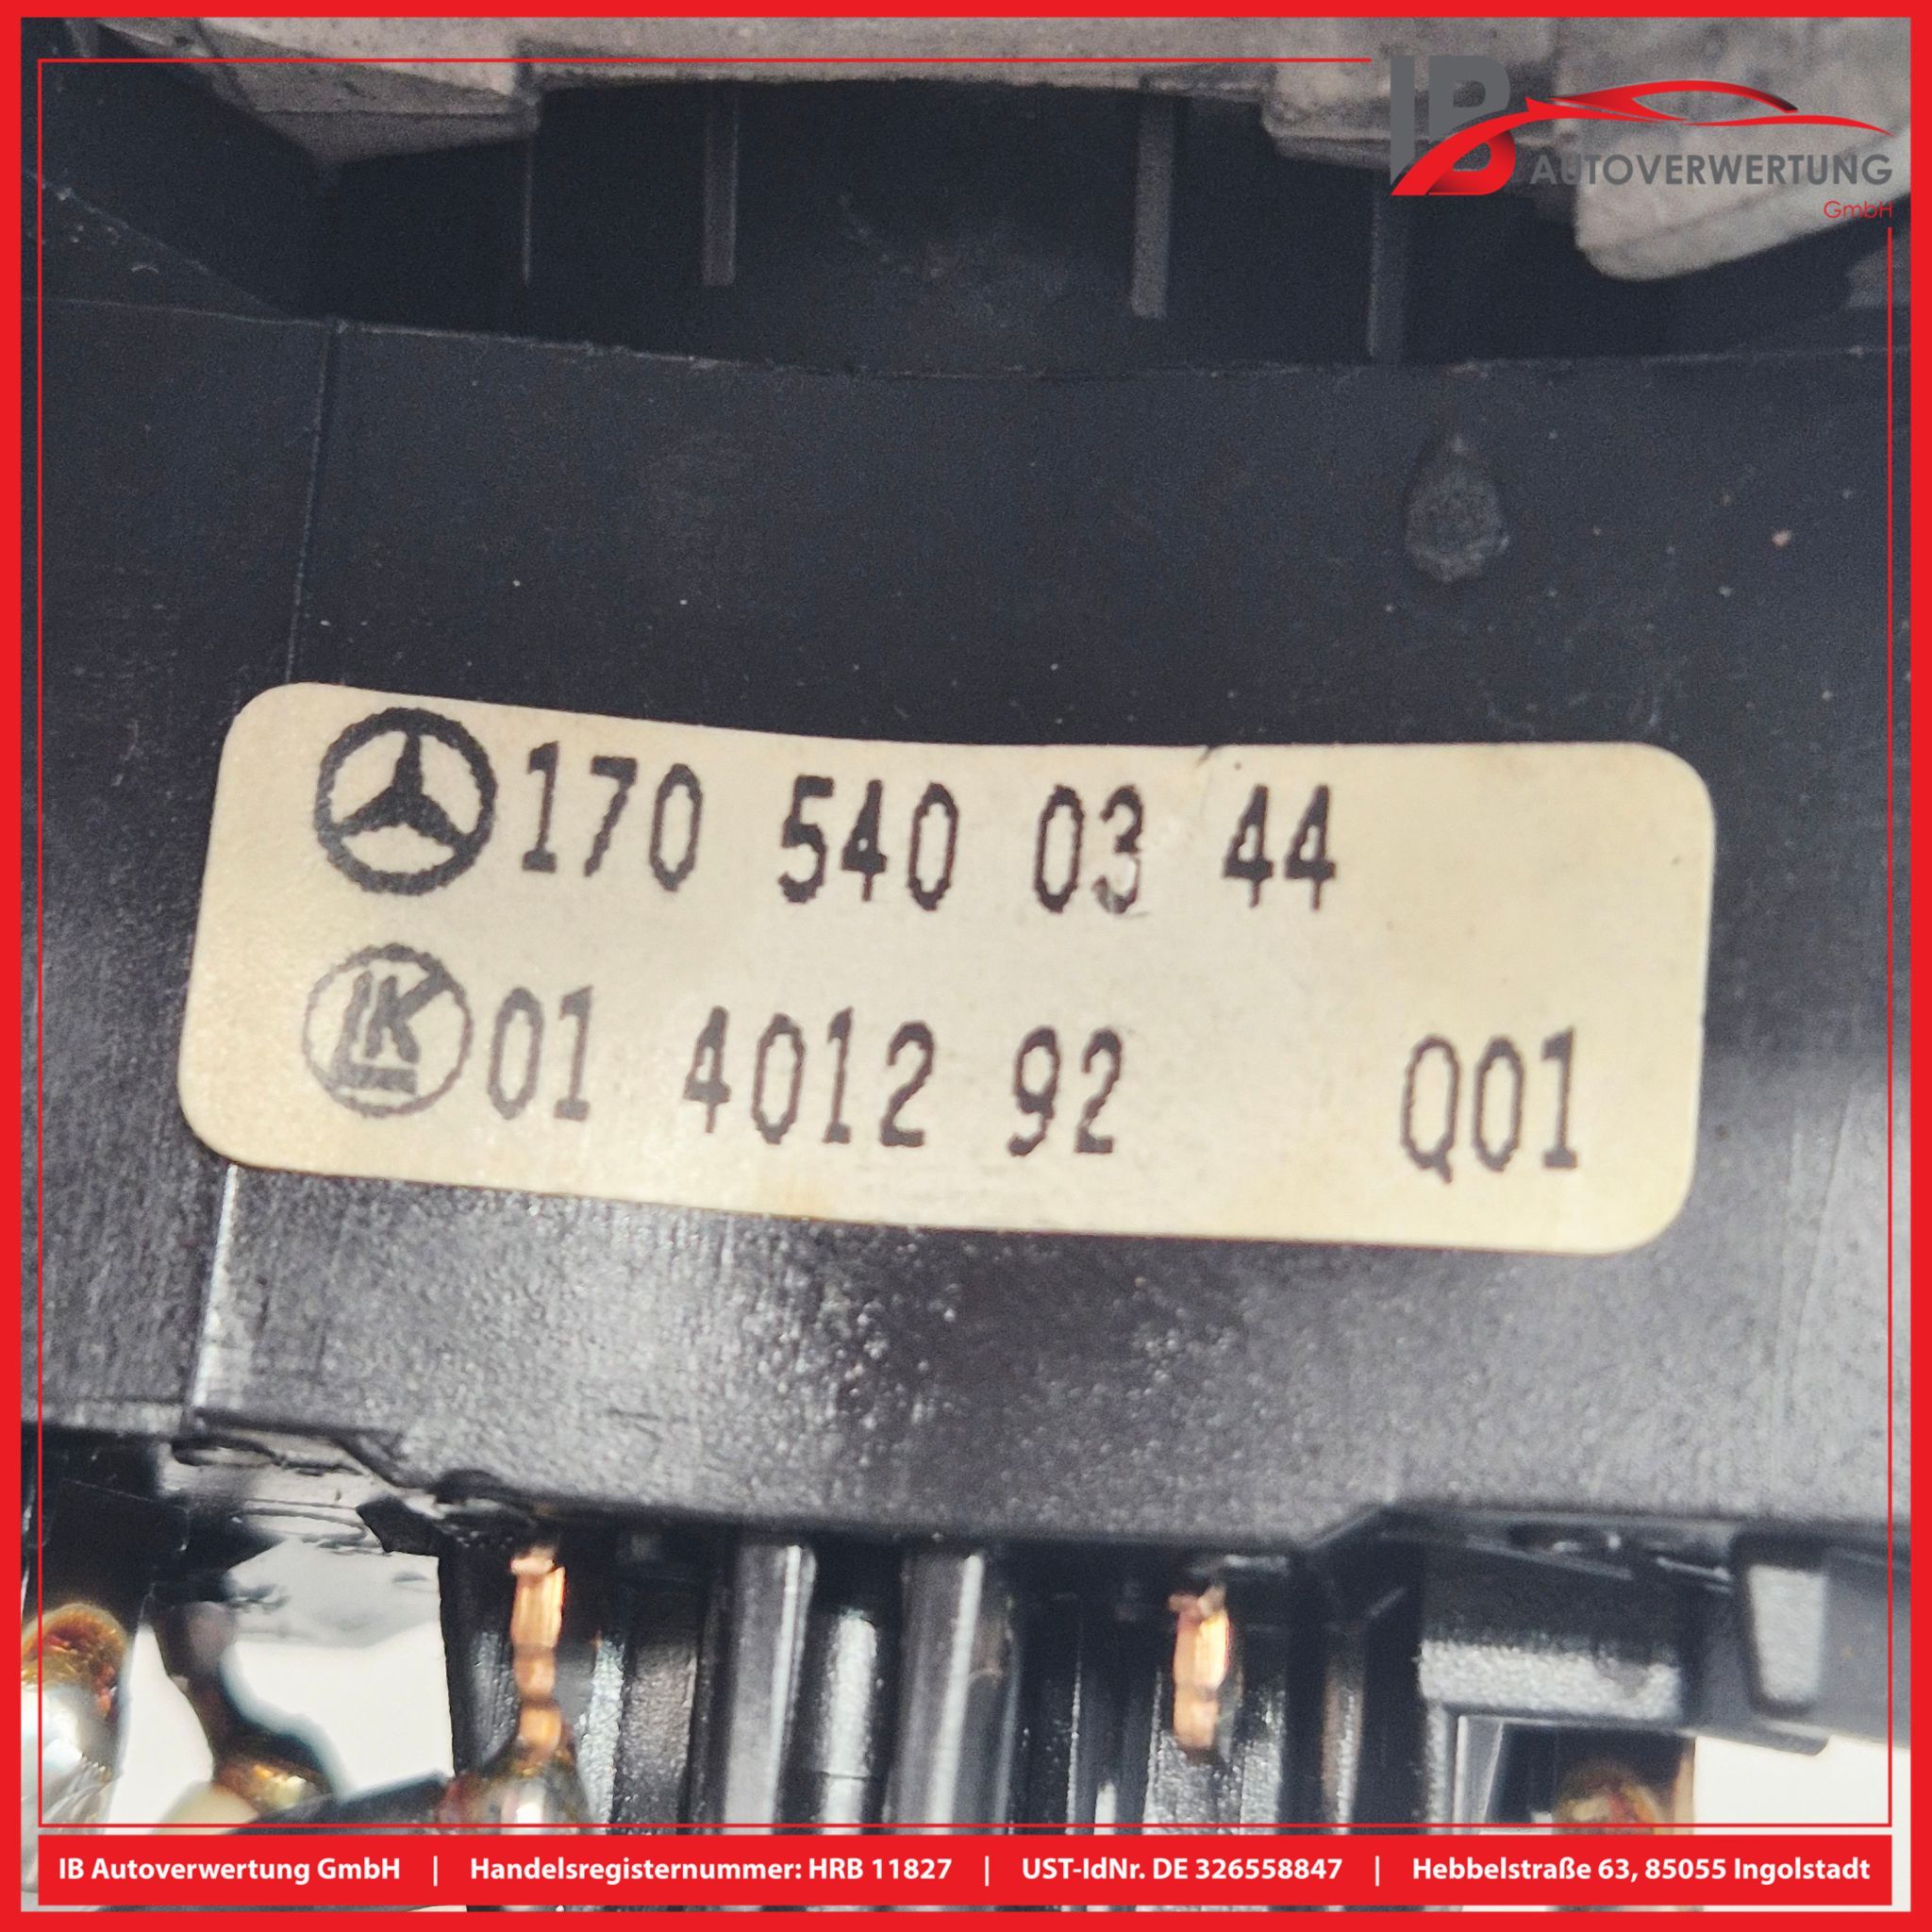 IB
AUTOVERWERTUNG
GmbH
170 540 03 44
LK 01 4012 92 Q01
IB Autoverwertung GmbH | Handelsregisternummer: HRB 11827 | UST-IdNr. DE 326558847 | Hebbelstraße 63, 85055 Ingolstadt